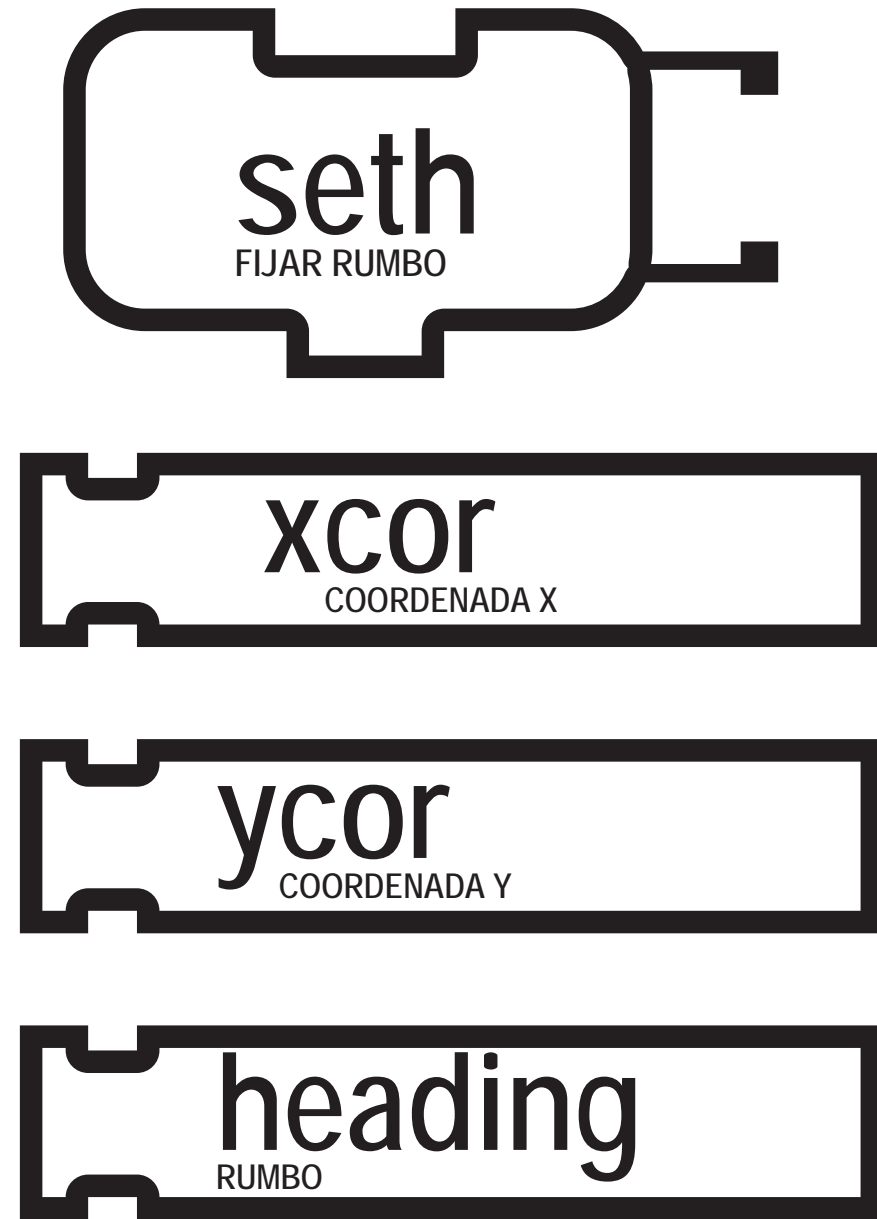 seth
FIJAR RUMBO
xcor
COORDENADA X
ycor
COORDENADA Y
heading
RUMBO